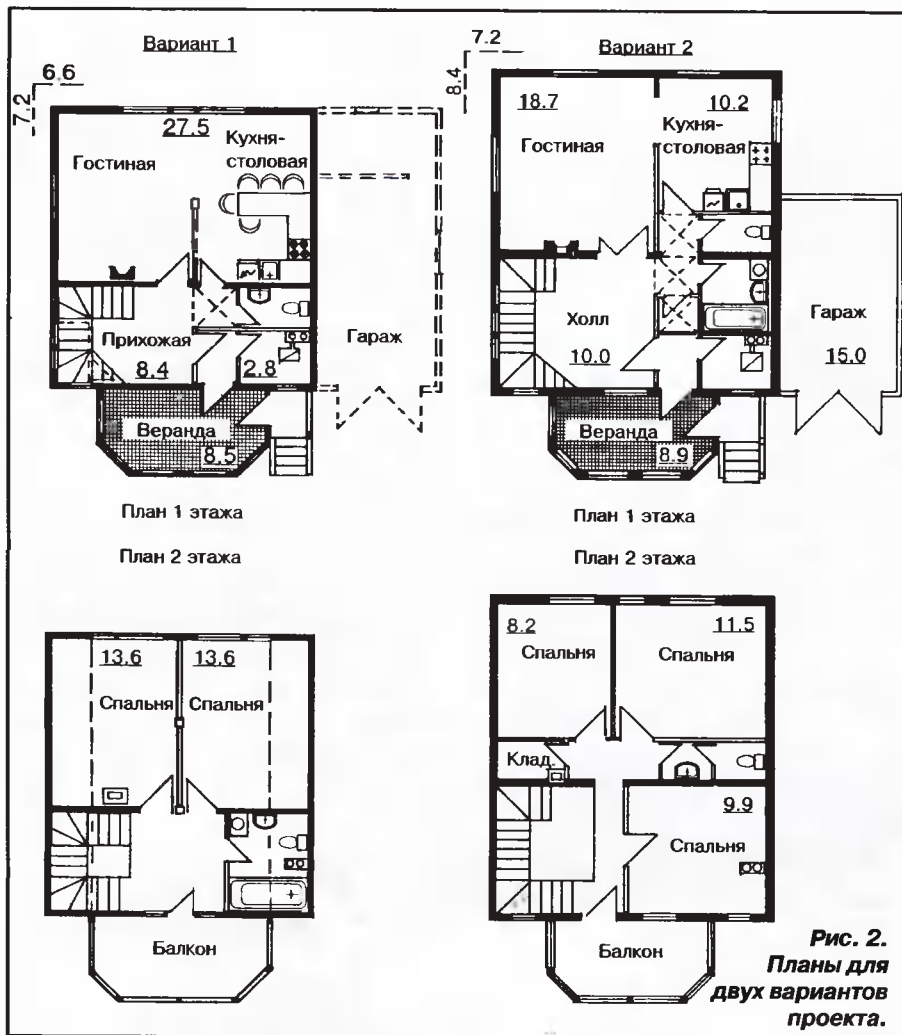 Вариант 1
6.6
7.2
27.5
Гостиная
Кухня-
столовая
Прихожая
8.4
2.8
Гараж
Веранда
8.5
План 1 этажа
Вариант 2
7.2
8.4
18.7
Гостиная
10.2
Кухня-
столовая
Холл
10.0
Гараж
15.0
Веранда
8.9
План 1 этажа
План 2 этажа
13.6
Спальня
13.6
Спальня
Балкон
План 2 этажа
8.2
Спальня
11.5
Спальня
Клад.
9.9
Спальня
Балкон
Рис. 2.
Планы для
двух вариантов
проекта.